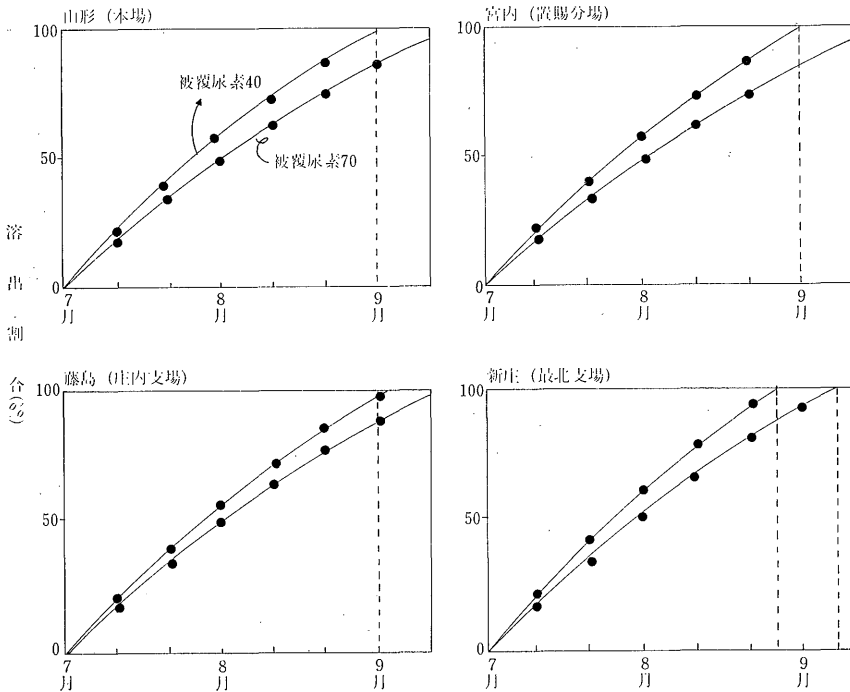 山形 (本場)
100
50
0
被覆尿素40
被覆尿素70
7月
8月
9月
宮内 (置賜分場)
100
50
0
7月
8月
9月
溶出割合(%)
藤島 (庄内支場)
100
50
0
7月
8月
9月
新庄 (最北支場)
100
50
0
7月
8月
9月